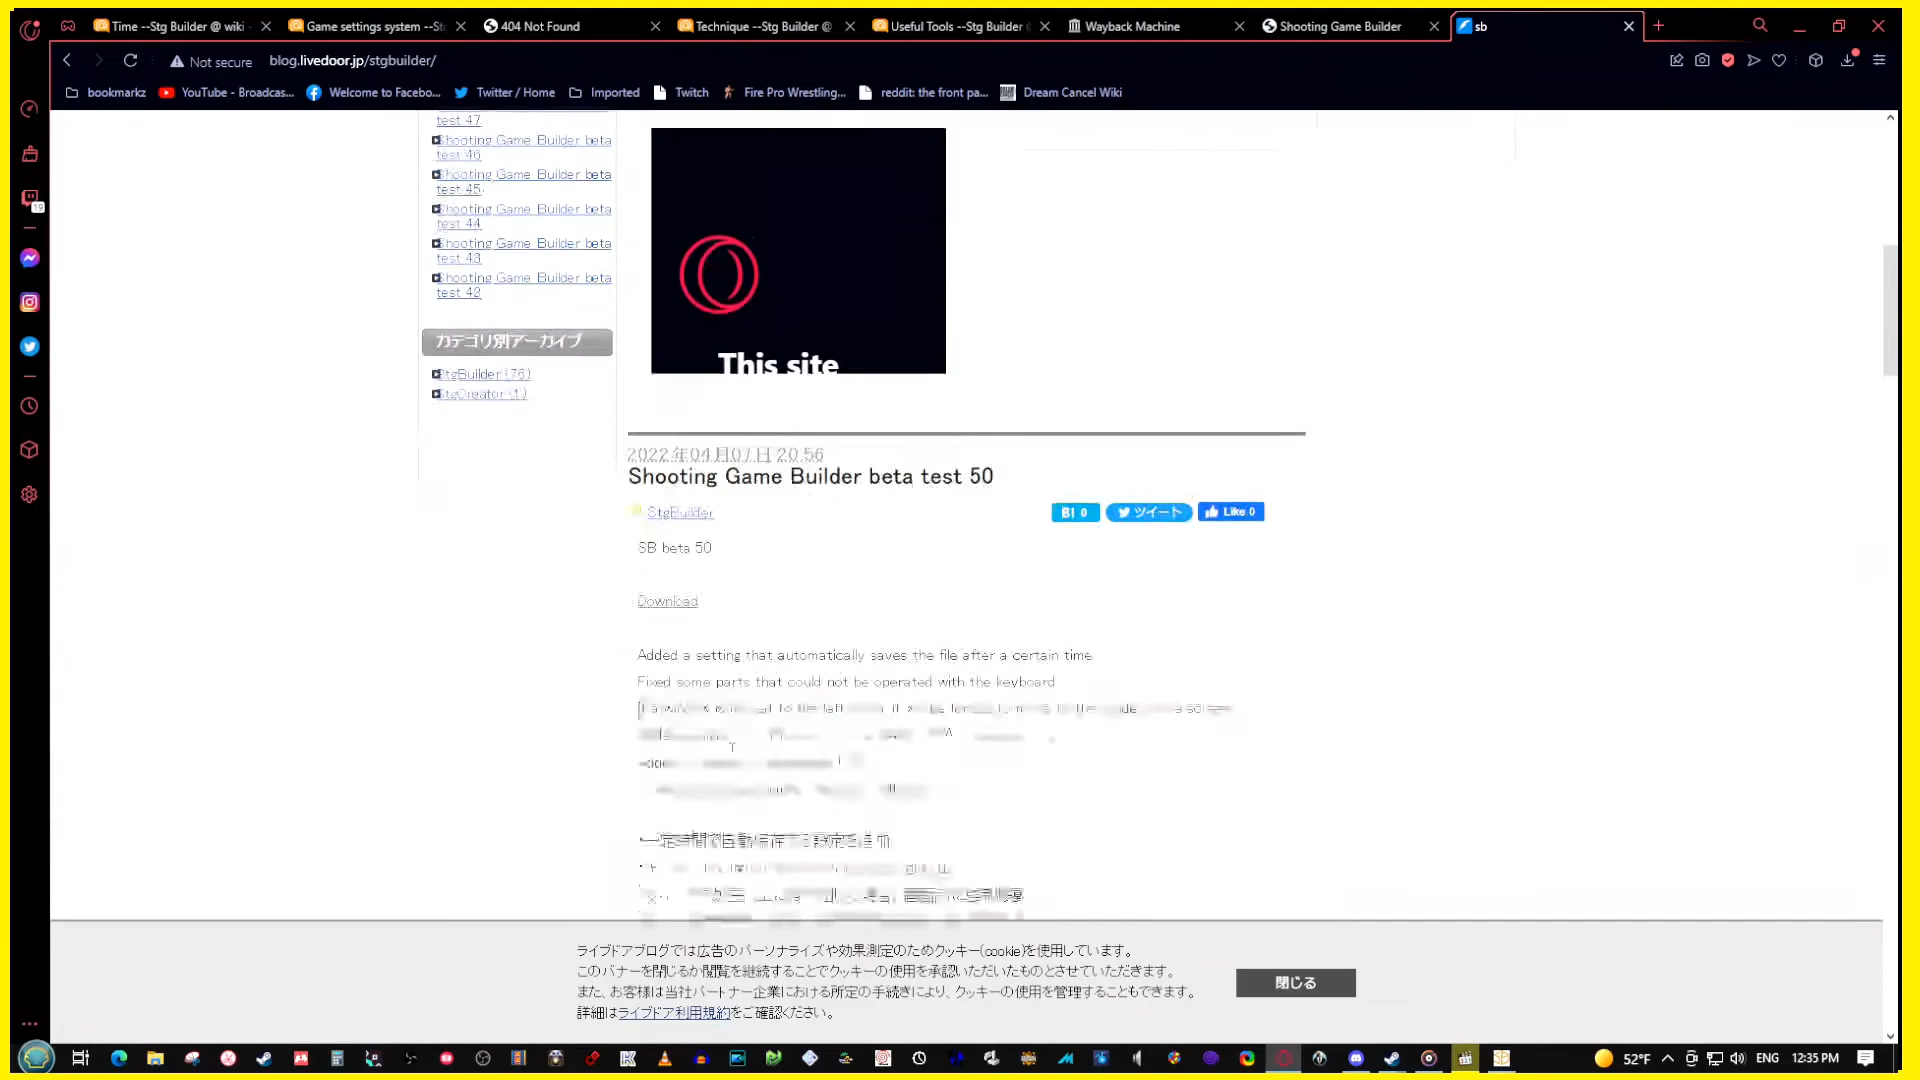 Time --Stg Builder @ wiki -
Game settings system --St
404 Not Found
Technique --Stg Builder @
Useful Tools --Stg Builder
Wayback Machine
Shooting Game Builder
sb
Not secure
blog.livedoor.jp/stgbuilder/
bookmarkz
YouTube - Broadcas...
Welcome to Facebo...
Twitter / Home
Imported
Twitch
Fire Pro Wrestling...
reddit: the front pa...
Dream Cancel Wiki
19
test 47
Shooting Game Builder beta
test 46
Shooting Game Builder beta
test 45
Shooting Game Builder beta
test 44
Shooting Game Builder beta
test 43
Shooting Game Builder beta
test 42
カテゴリ別アーカイブ
StgBuilder (76)
StgCreator (1)
This site
2022年04月07日 20:56
Shooting Game Builder beta test 50
StgBuilder
B! 0
ツイート
Like 0
SB beta 50
Download
Added a setting that automatically saves the file after a certain time
Fixed some parts that could not be operated with the keyboard
ライブドアブログでは広告のパーソナライズや効果測定のためクッキー(cookie)を使用しています。
このバナーを閉じるか閲覧を継続することでクッキーの使用を承認いただいたものとさせていただきます。
また、お客様は当社パートナー企業における所定の手続きにより、クッキーの使用を管理することもできます。
詳細はライブドア利用規約をご確認ください。
閉じる
52°F
ENG
12:35 PM